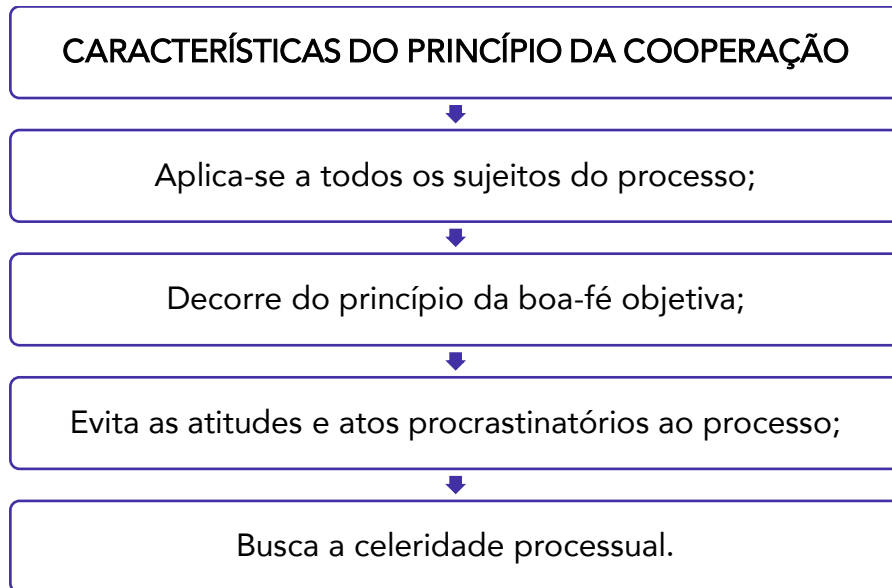 CARACTERÍSTICAS DO PRINCÍPIO DA COOPERAÇÃO
Aplica-se a todos os sujeitos do processo;
Decorre do princípio da boa-fé objetiva;
Evita as atitudes e atos procrastinatórios ao processo;
Busca a celeridade processual.